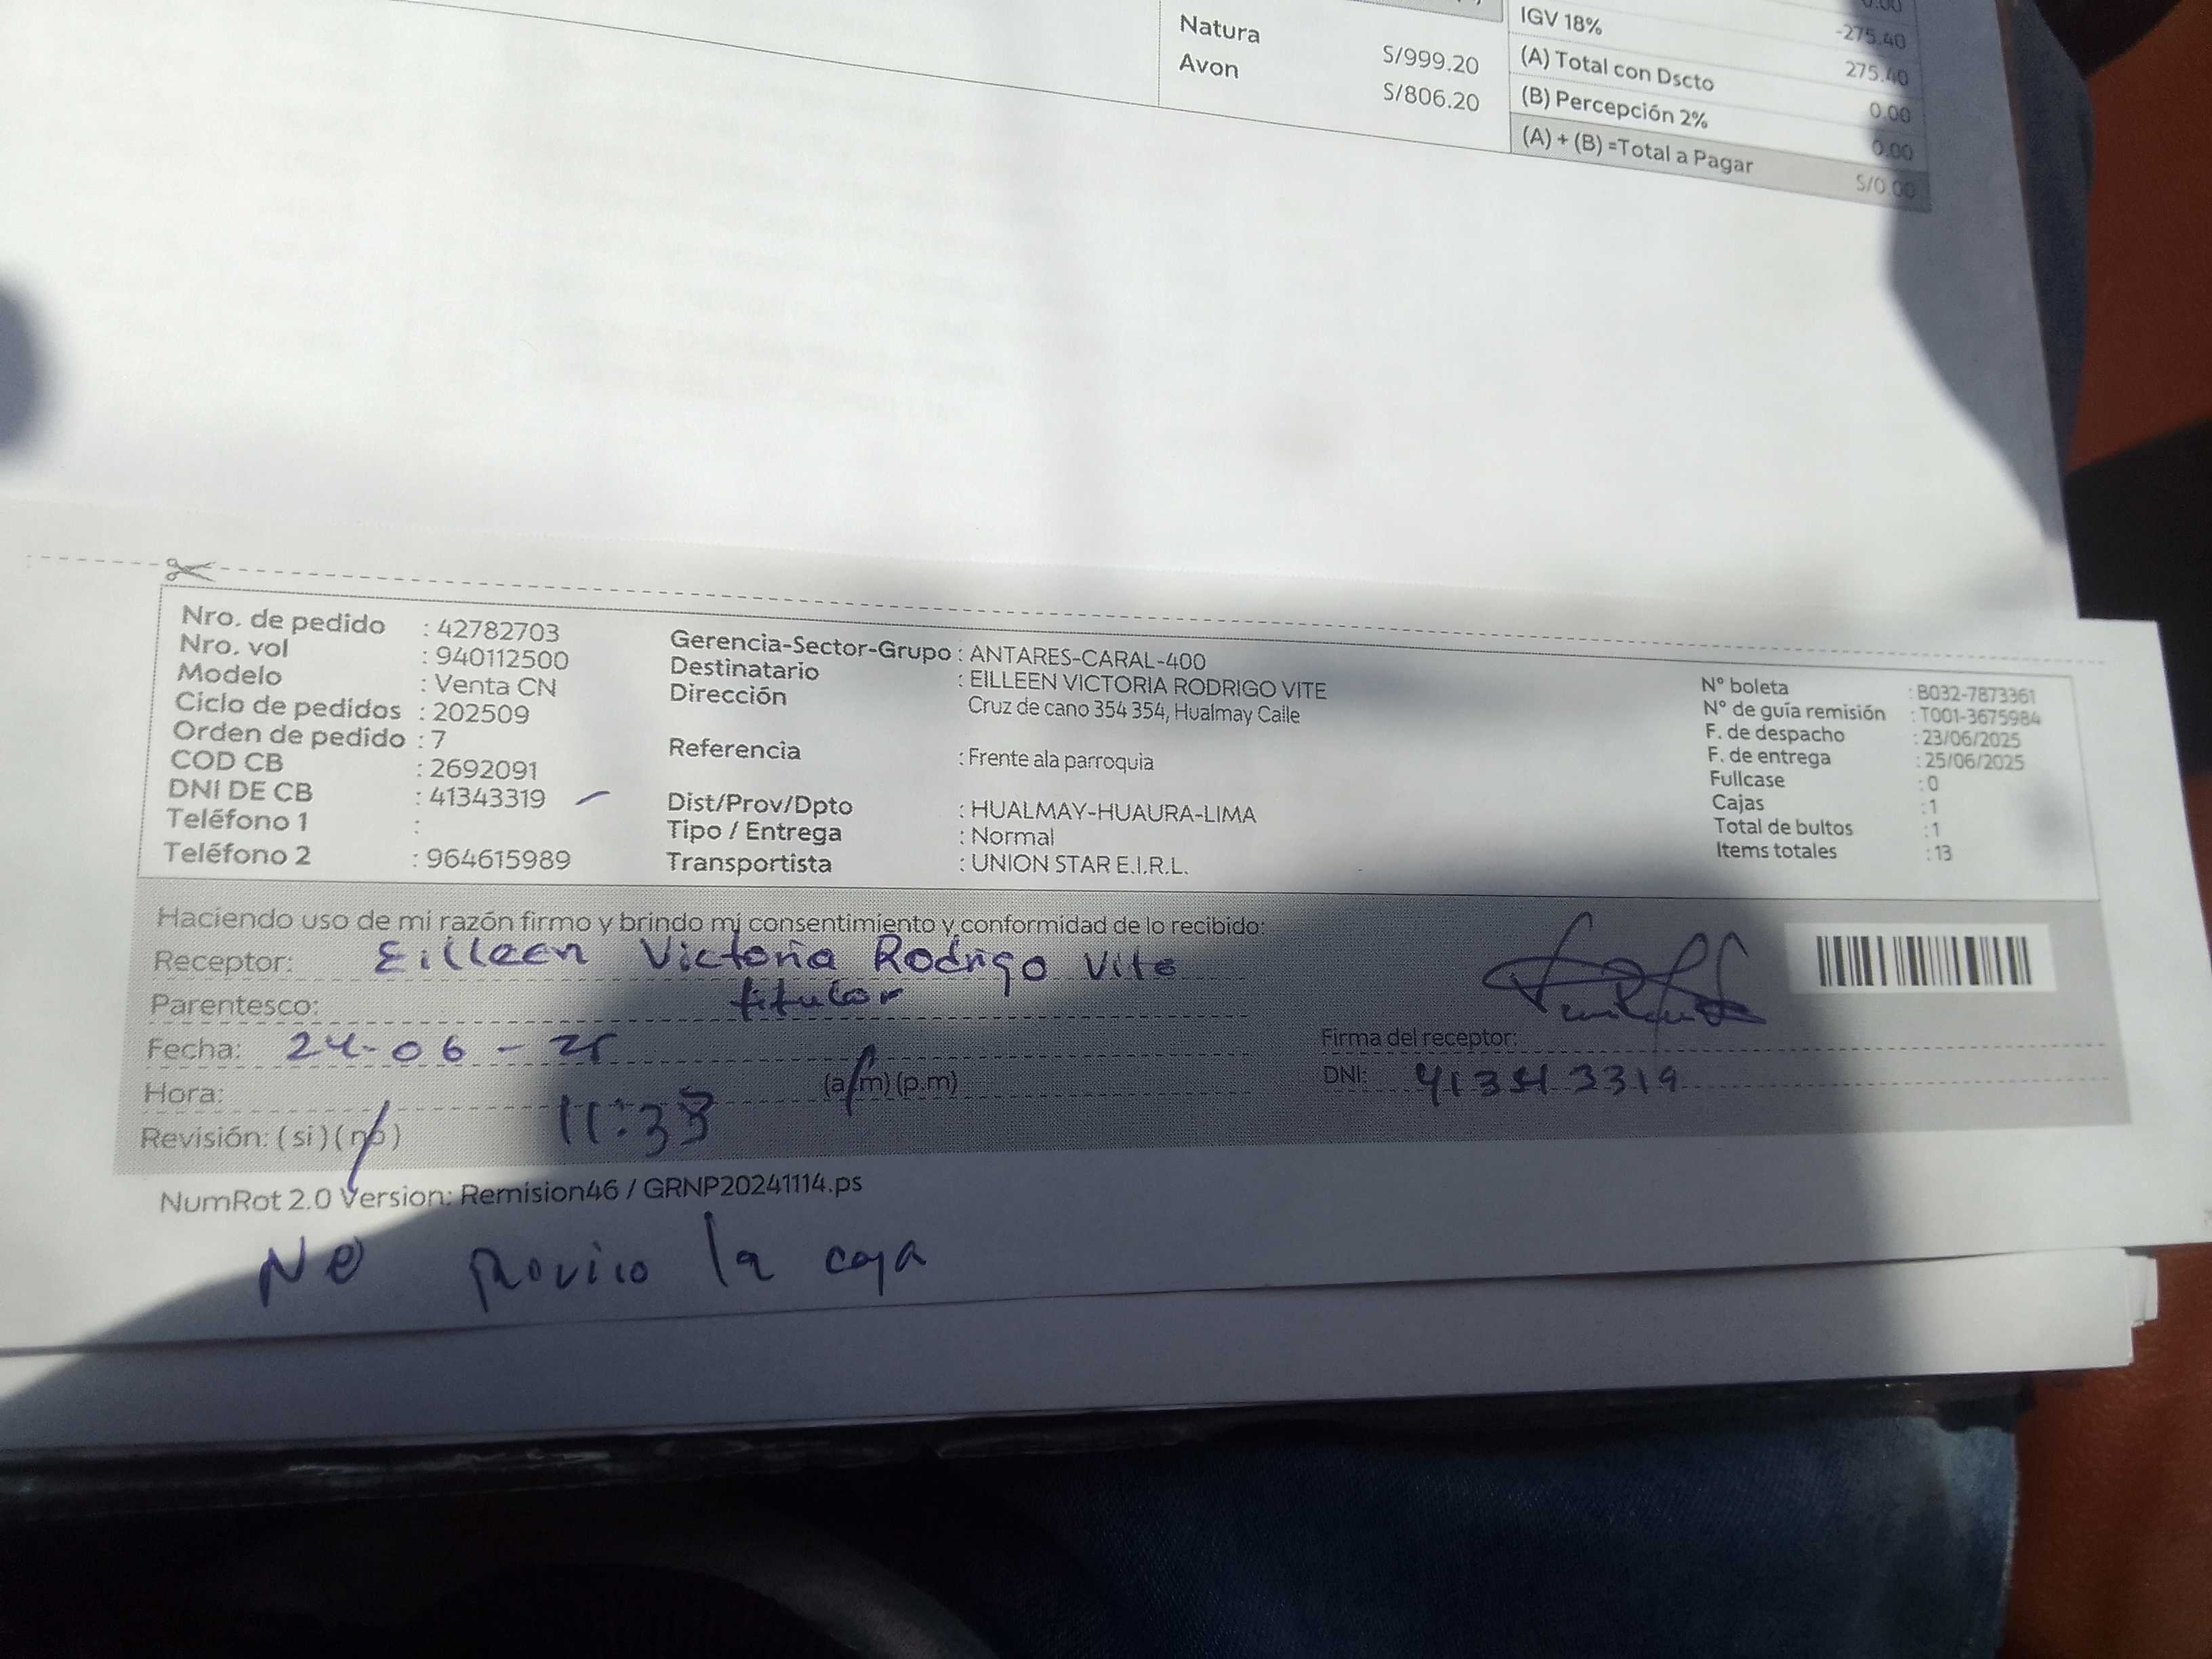 0.00
Natura S/999.20
Avon S/806.20
IGV 18% -275.40
(A) Total con Dscto 275.40
(B) Percepción 2% 0.00
0.00
(A) + (B) =Total a Pagar S/0.00
Nro. de pedido : 42782703
Nro. vol : 940112500
Modelo : Venta CN
Ciclo de pedidos : 202509
Orden de pedido : 7
COD CB : 2692091
DNI DE CB : 41343319
Teléfono 1 :
Teléfono 2 : 964615989
Gerencia-Sector-Grupo : ANTARES-CARAL-400
Destinatario : EILLEEN VICTORIA RODRIGO VITE
Dirección Cruz de cano 354 354, Hualmay Calle
Referencia : Frente ala parroquia
Dist/Prov/Dpto : HUALMAY-HUAURA-LIMA
Tipo / Entrega : Normal
Transportista : UNION STAR E.I.R.L.
N° boleta : B032-7873361
N° de guía remisión : T001-3675984
F. de despacho : 23/06/2025
F. de entrega : 25/06/2025
Fullcase : 0
Cajas : 1
Total de bultos : 1
Items totales : 13
Haciendo uso de mi razón firmo y brindo mi consentimiento y conformidad de lo recibido:
Receptor: Eilleen Victoria Rodrigo Vite
Parentesco: titular
Fecha: 24-06-25
Hora: 11:33 (a.m) (p.m)
Revisión: (si) (no)
Firma del receptor:
DNI: 41343319
NumRot 2.0 Version: Remision46 / GRNP20241114.ps
No la caja